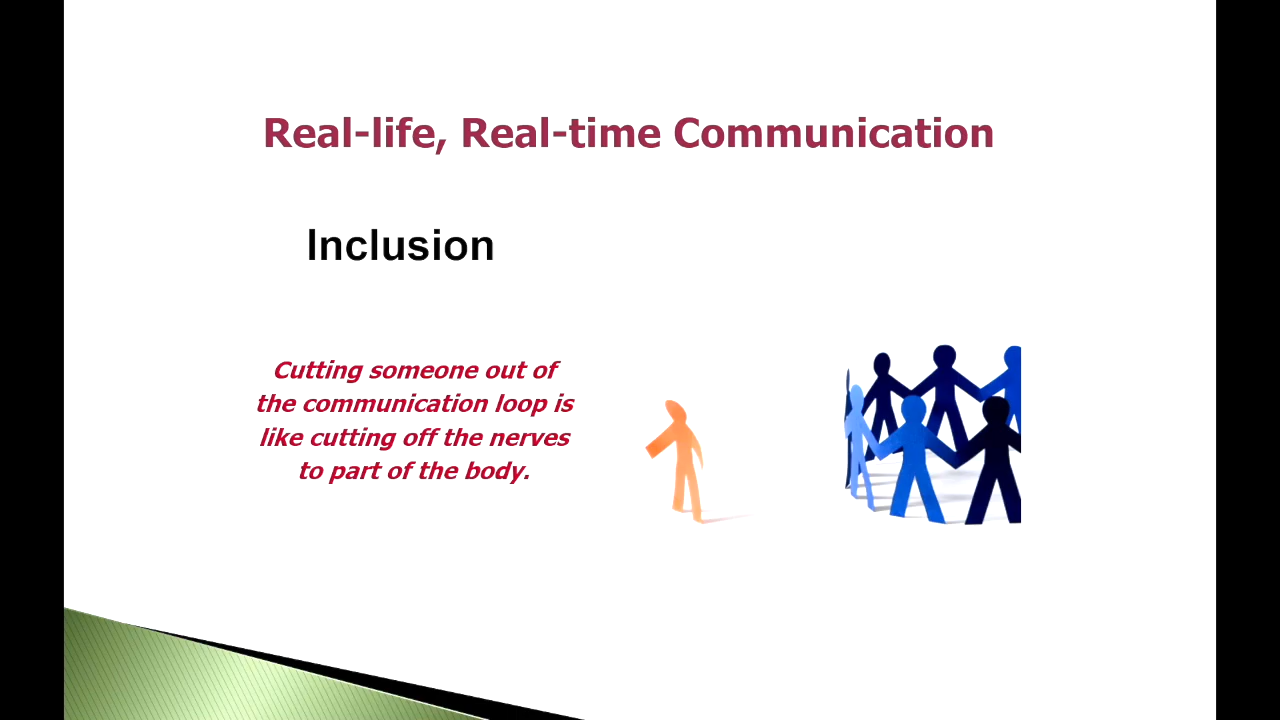 Real-life, Real-time Communication
Inclusion
Cutting someone out of
the communication loop is
like cutting off the nerves
to part of the body.